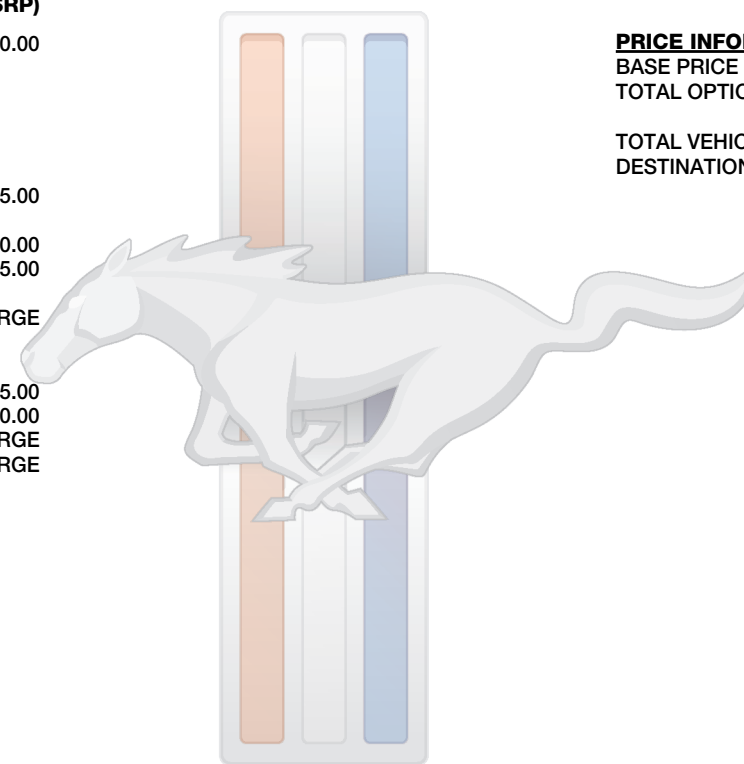 SRP)
0.00
5.00
0.00
5.00
RGE
5.00
0.00
RGE
RGE
PRICE INFO
BASE PRICE
TOTAL OPTIO
TOTAL VEHIC
DESTINATION